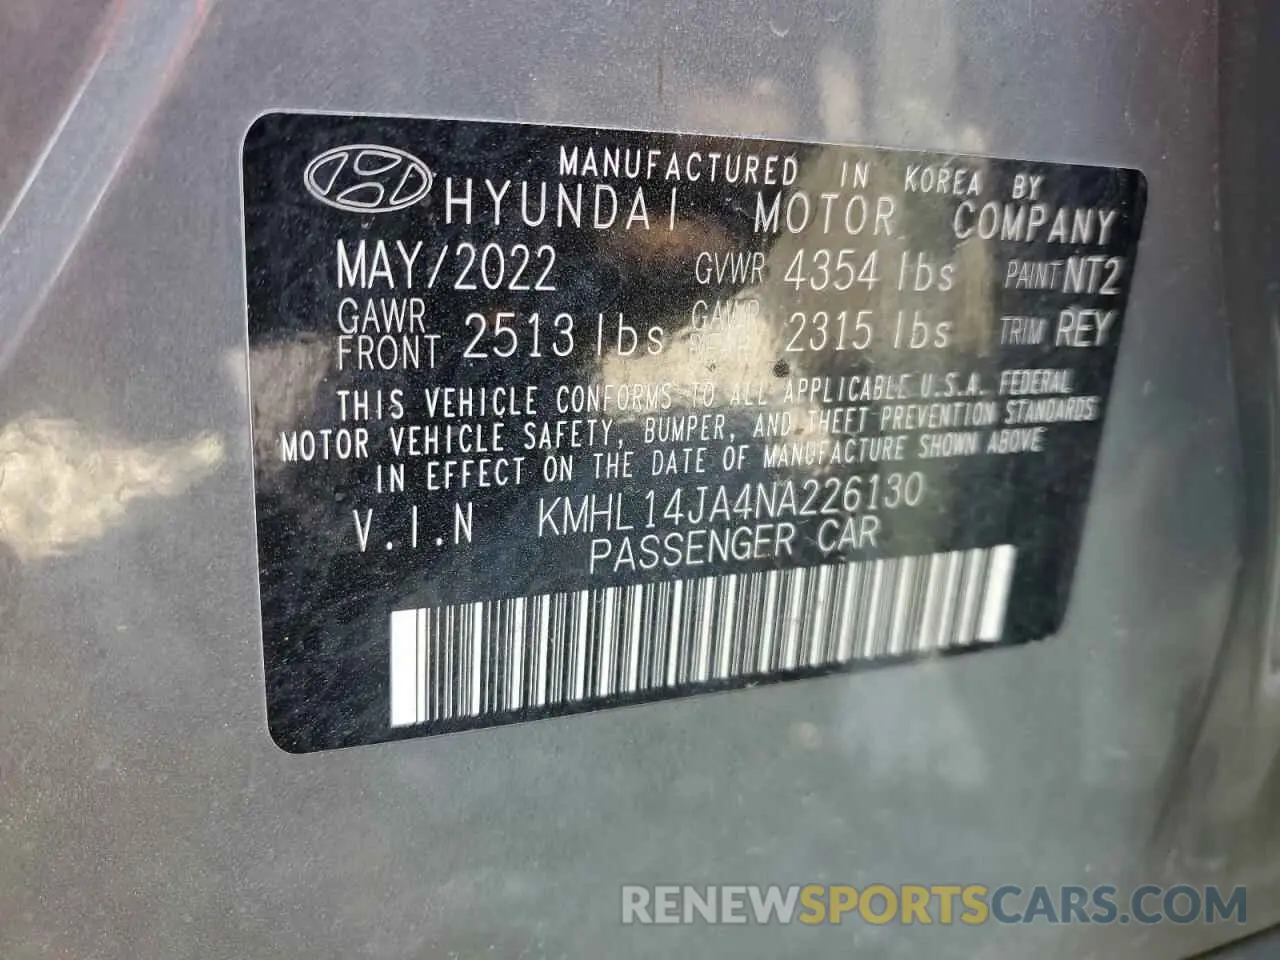 MANUFACTURED IN KOREA BY
HYUNDAI MOTOR COMPANY
MAY/2022 GVWR 4354 lbs PAINT NT2
GAWR FRONT 2513 lbs GAWR REAR 2315 lbs TRIM REY
THIS VEHICLE CONFORMS TO ALL APPLICABLE U.S.A. FEDERAL
MOTOR VEHICLE SAFETY, BUMPER, AND THEFT PREVENTION STANDARDS
IN EFFECT ON THE DATE OF MANUFACTURE SHOWN ABOVE
V.I.N KMHL14JA4NA226130
PASSENGER CAR
RENEWSPORTSCARS.COM